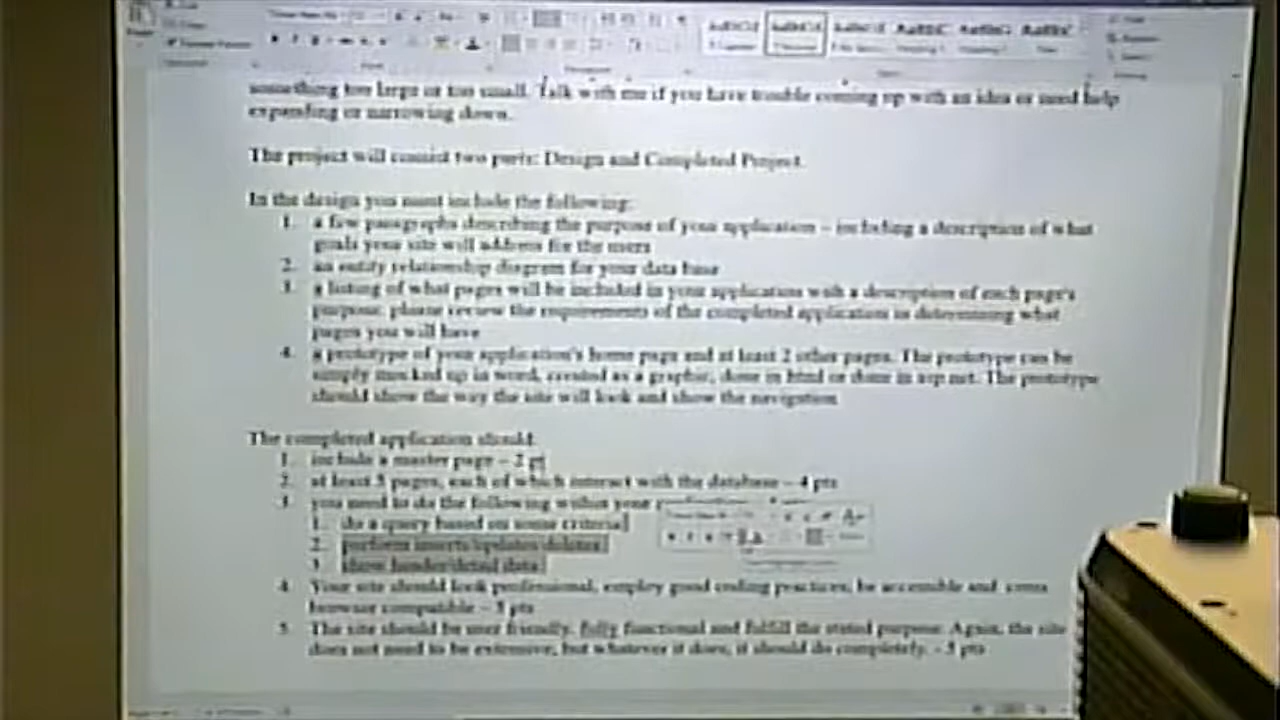 something too large or too small. Talk with me if you have trouble coming up with an idea or need help
expanding or narrowing down.
The project will consist two parts: Design and Completed Project.
In the design you must include the following:
1. a few paragraphs describing the purpose of your application – including a description of what
goals your site will address for the users
2. an entity relationship diagram for your data base
3. a listing of what pages will be included in your application with a description of each page's
purpose. please review the requirements of the completed application in determining what
pages you will have
4. a prototype of your application's home page and at least 2 other pages. The prototype can be
simply mocked up in word, created as a graphic, done in html or done in asp.net. The prototype
should show the way the site will look and show the navigation
The completed application should:
1. include a master page – 2 pt
2. at least 5 pages, each of which interact with the database – 4 pts
3. you need to do the following within your
1. do a query based on some criteria
2. perform inserts/updates/deletes
3. show header/detail data
4. Your site should look professional, employ good coding practices, be accessible and cross
browser compatible – 3 pts
5. The site should be user friendly, fully functional and fulfill the stated purpose. Again, the site
does not need to be extensive, but whatever it does, it should do completely. – 5 pts